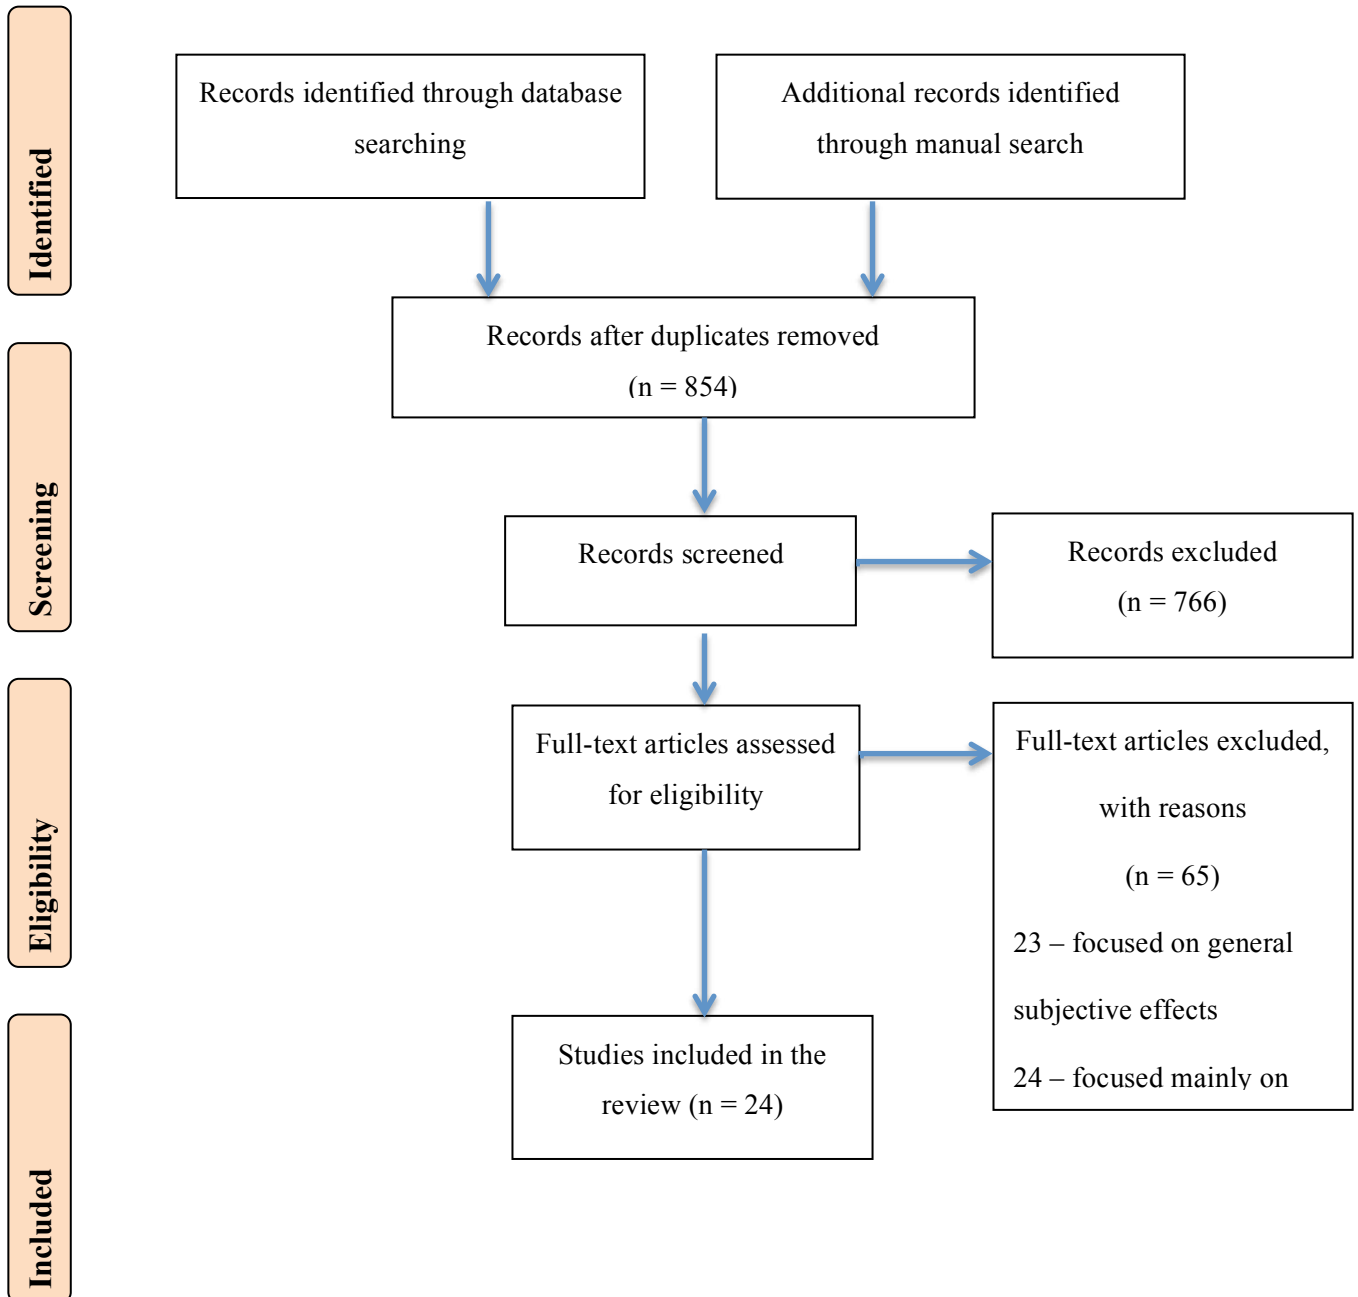 Identified
Records identified through database
searching
Additional records identified
through manual search
Records after duplicates removed
(n = 854)
Screening
Records screened
Records excluded
(n = 766)
Eligibility
Full-text articles assessed
for eligibility
Full-text articles excluded,
with reasons
(n = 65)
23 – focused on general
subjective effects
24 – focused mainly on
Included
Studies included in the
review (n = 24)